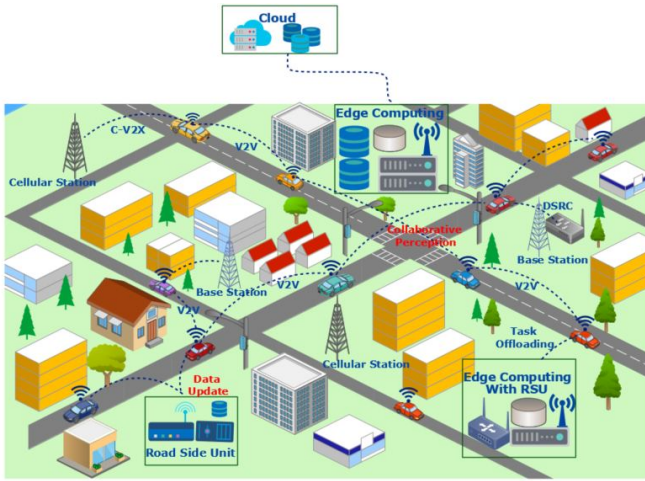 Cloud
Edge Computing
C-V2X
V2V
Cellular Station
DSRC
Collaborative
Perception
Base Station
Base Station
V2V
V2V
V2V
Task
Offloading
Cellular Station
Data
Update
Edge Computing
With RSU
Road Side Unit